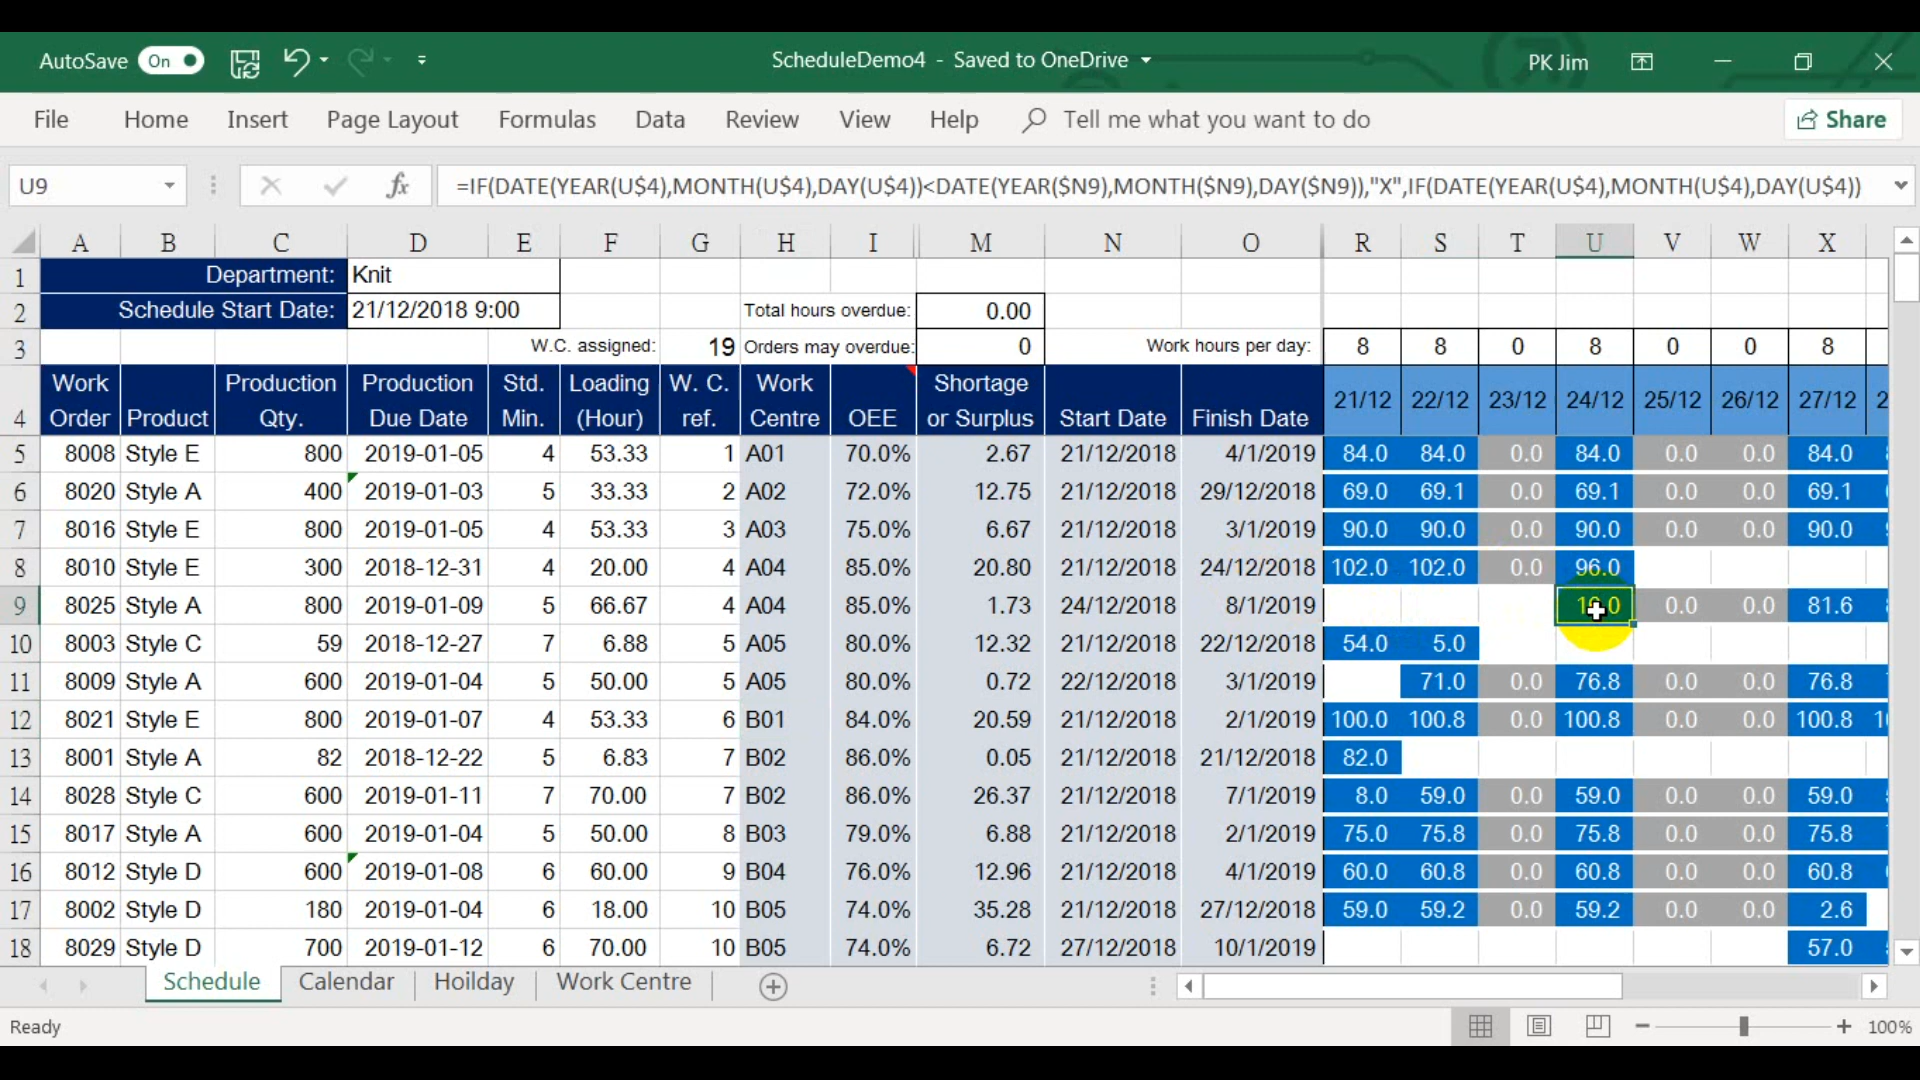 AutoSave On ScheduleDemo4 - Saved to OneDrive PK Jim
File Home Insert Page Layout Formulas Data Review View Help Tell me what you want to do Share
U9 fx =IF(DATE(YEAR(U$4),MONTH(U$4),DAY(U$4))<DATE(YEAR($N9),MONTH($N9),DAY($N9)),"X",IF(DATE(YEAR(U$4),MONTH(U$4),DAY(U$4))
A B C D E F G H I M N O R S T U V W X
1 Department: Knit
2 Schedule Start Date: 21/12/2018 9:00 Total hours overdue: 0.00
3 W.C. assigned: 19 Orders may overdue: 0 Work hours per day: 8 8 0 8 0 0 8
Work Production Production Std. Loading W. C. Work Shortage
4 Order Product Qty. Due Date Min. (Hour) ref. Centre OEE or Surplus Start Date Finish Date 21/12 22/12 23/12 24/12 25/12 26/12 27/12
5 8008 Style E 800 2019-01-05 4 53.33 1 A01 70.0% 2.67 21/12/2018 4/1/2019 84.0 84.0 0.0 84.0 0.0 0.0 84.0
6 8020 Style A 400 2019-01-03 5 33.33 2 A02 72.0% 12.75 21/12/2018 29/12/2018 69.0 69.1 0.0 69.1 0.0 0.0 69.1
7 8016 Style E 800 2019-01-05 4 53.33 3 A03 75.0% 6.67 21/12/2018 3/1/2019 90.0 90.0 0.0 90.0 0.0 0.0 90.0
8 8010 Style E 300 2018-12-31 4 20.00 4 A04 85.0% 20.80 21/12/2018 24/12/2018 102.0 102.0 0.0 96.0
9 8025 Style A 800 2019-01-09 5 66.67 4 A04 85.0% 1.73 24/12/2018 8/1/2019 0.0 0.0 81.6
10 8003 Style C 59 2018-12-27 7 6.88 5 A05 80.0% 12.32 21/12/2018 22/12/2018 54.0 5.0
11 8009 Style A 600 2019-01-04 5 50.00 5 A05 80.0% 0.72 22/12/2018 3/1/2019 71.0 0.0 76.8 0.0 0.0 76.8
12 8021 Style E 800 2019-01-07 4 53.33 6 B01 84.0% 20.59 21/12/2018 2/1/2019 100.0 100.8 0.0 100.8 0.0 0.0 100.8
13 8001 Style A 82 2018-12-22 5 6.83 7 B02 86.0% 0.05 21/12/2018 21/12/2018 82.0
14 8028 Style C 600 2019-01-11 7 70.00 7 B02 86.0% 26.37 21/12/2018 7/1/2019 8.0 59.0 0.0 59.0 0.0 0.0 59.0
15 8017 Style A 600 2019-01-04 5 50.00 8 B03 79.0% 6.88 21/12/2018 2/1/2019 75.0 75.8 0.0 75.8 0.0 0.0 75.8
16 8012 Style D 600 2019-01-08 6 60.00 9 B04 76.0% 12.96 21/12/2018 4/1/2019 60.0 60.8 0.0 60.8 0.0 0.0 60.8
17 8002 Style D 180 2019-01-04 6 18.00 10 B05 74.0% 35.28 21/12/2018 27/12/2018 59.0 59.2 0.0 59.2 0.0 0.0 2.6
18 8029 Style D 700 2019-01-12 6 70.00 10 B05 74.0% 6.72 27/12/2018 10/1/2019 57.0
Schedule Calendar Hoilday Work Centre
Ready 100%